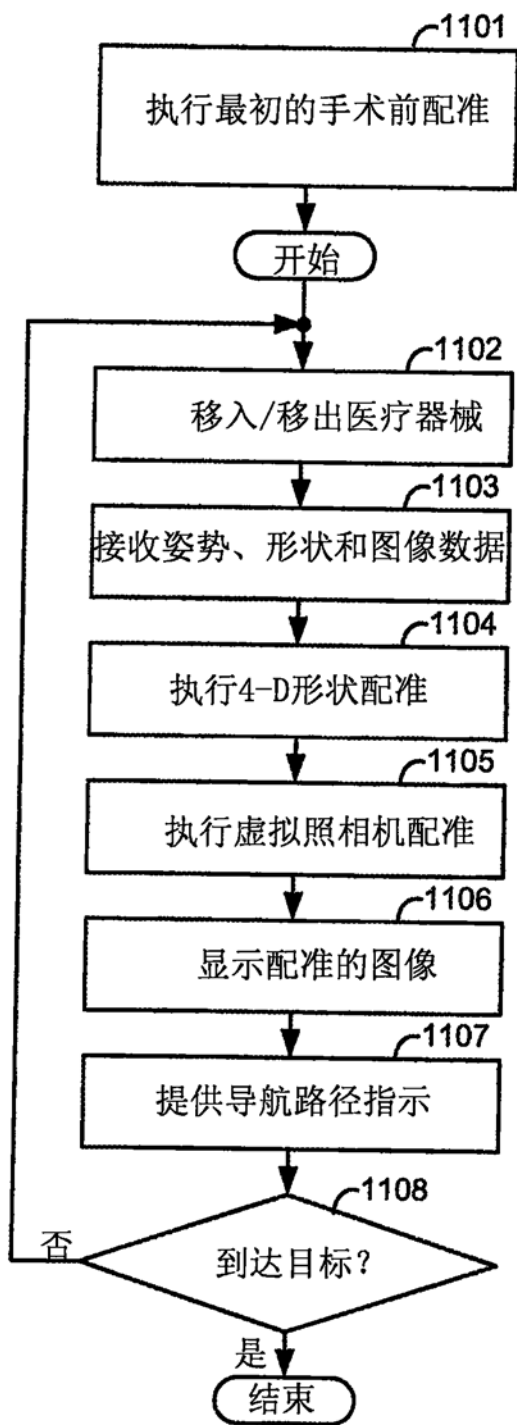 1101
执行最初的手术前配准
开始
1102
移入/移出医疗器械
1103
接收姿势、形状和图像数据
1104
执行4-D形状配准
1105
执行虚拟照相机配准
1106
显示配准的图像
1107
提供导航路径指示
1108
到达目标?
否
是
结束